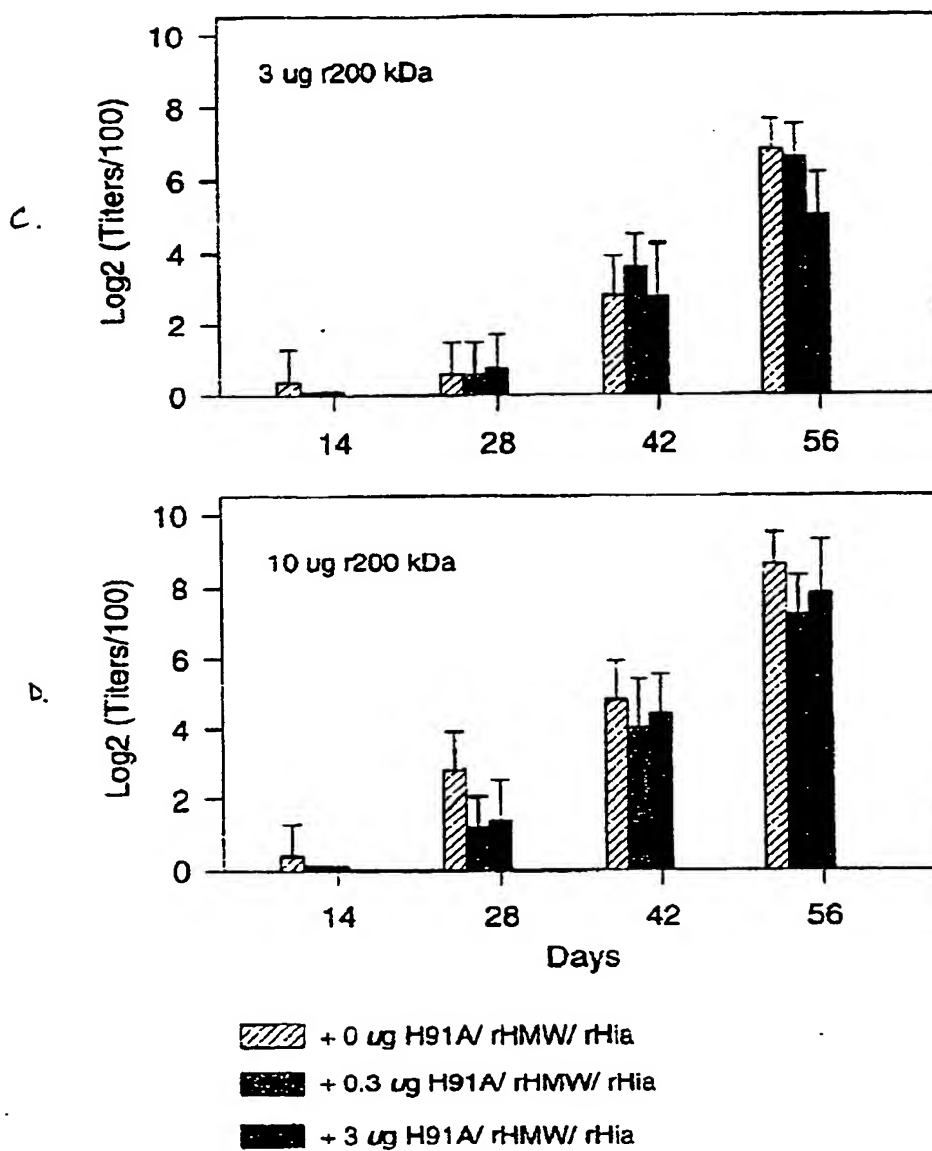 C.
3 ug r200 kDa
Log2 (Titers/100)
10
8
6
4
2
0
14 28 42 56
D.
10 ug r200 kDa
Log2 (Titers/100)
10
8
6
4
2
0
14 28 42 56
Days
+ 0 ug H91A/ rHMW/ rHia
+ 0.3 ug H91A/ rHMW/ rHia
+ 3 ug H91A/ rHMW/ rHia